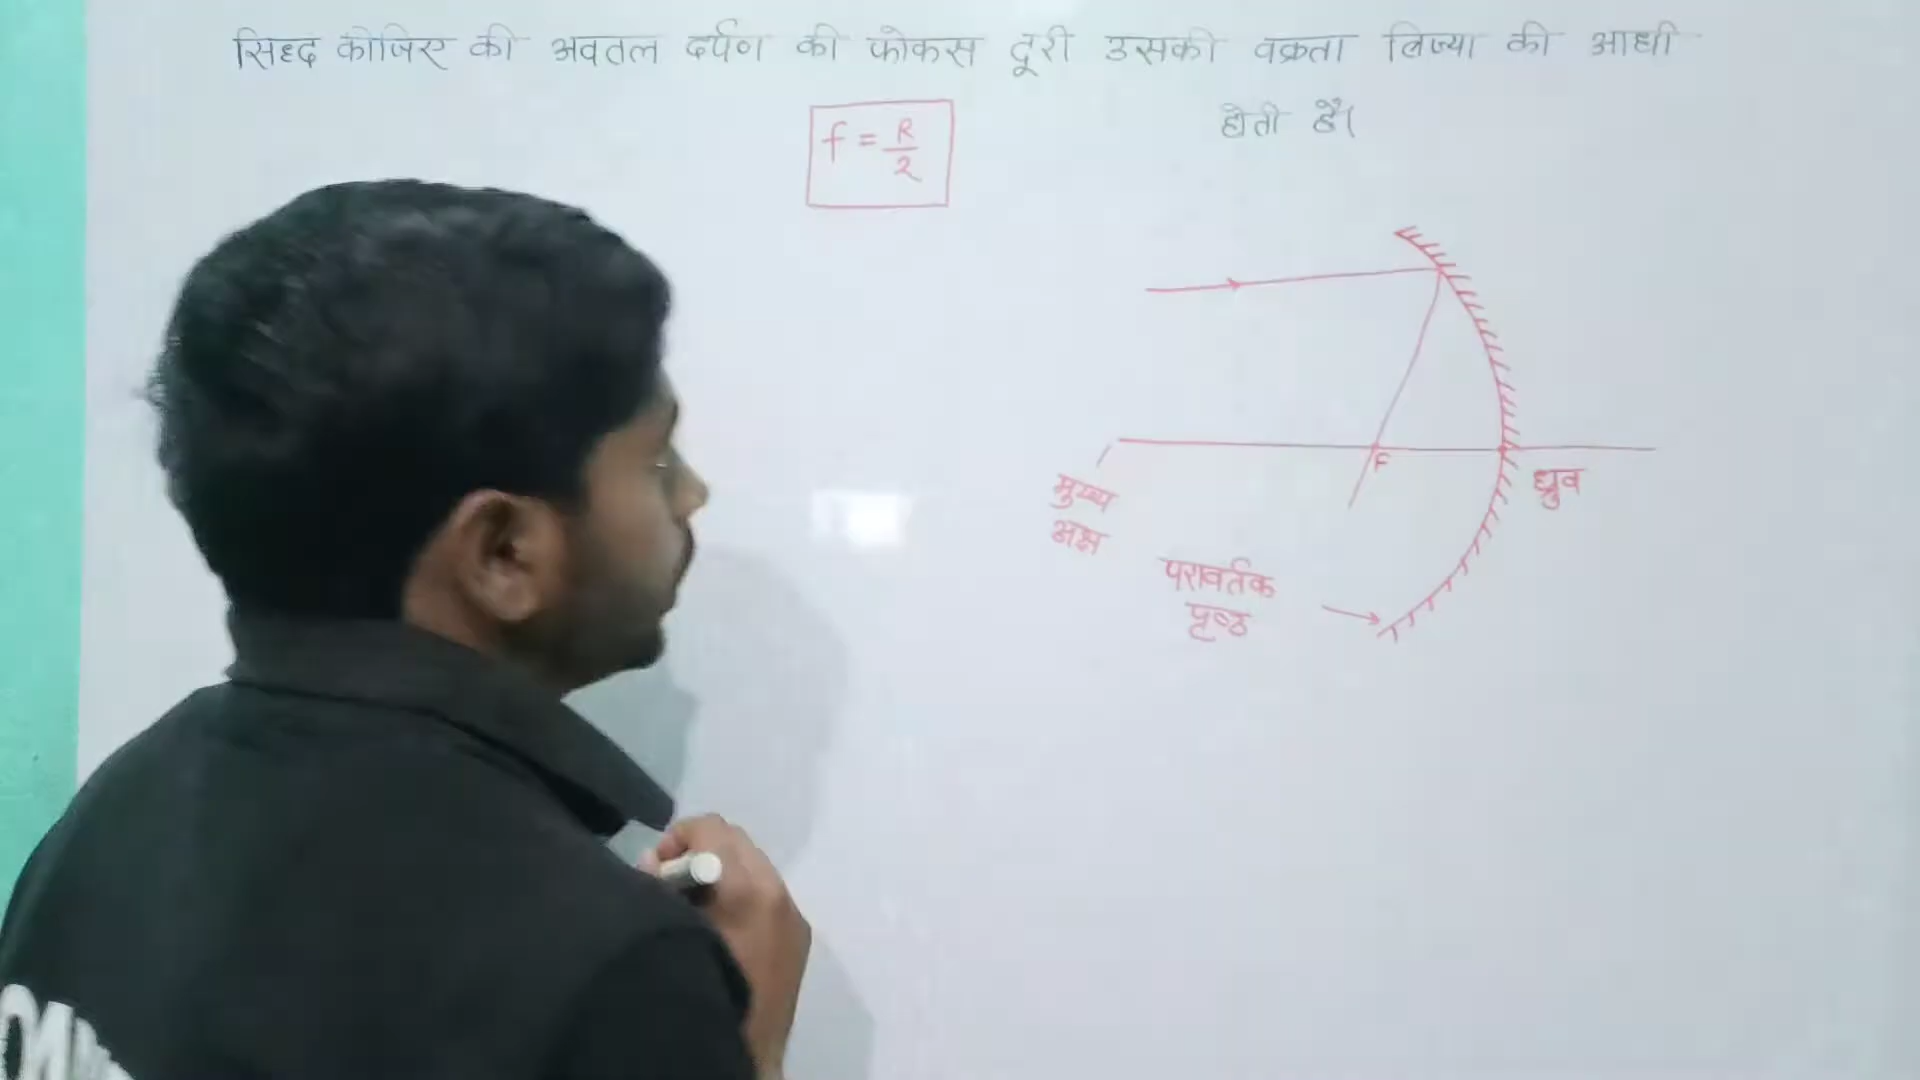 सिध्द कीजिए की अवतल दर्पण की फोकस दूरी उसकी वक्रता त्रिज्या की आधी
होती है।
f = R/2
F
ध्रुव
मुख्य
अक्ष
परावर्तक
पृष्ठ